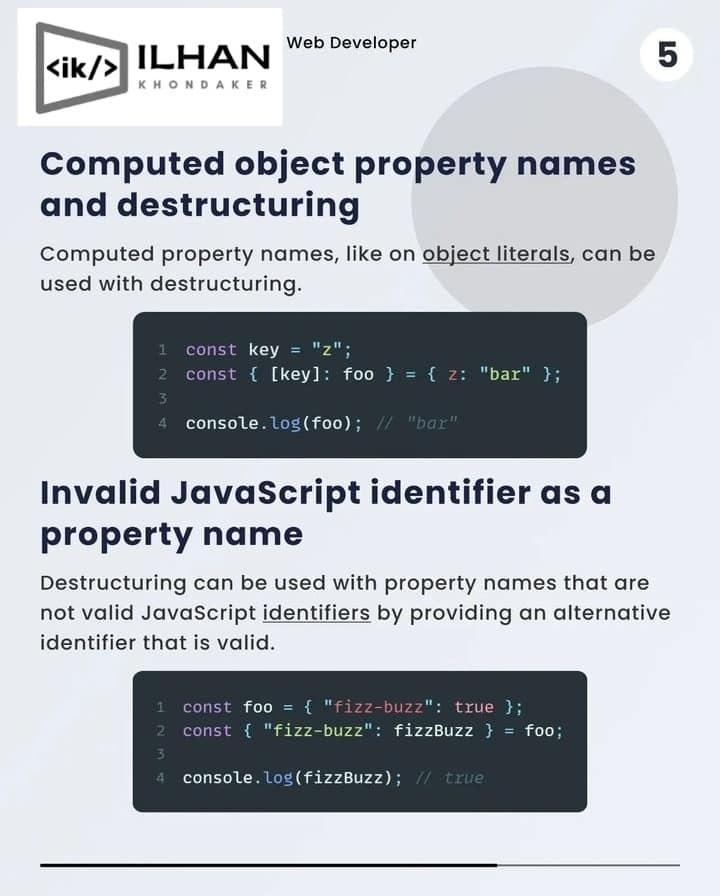 <ik/> ILHAN
KHONDAKER
Web Developer
5
Computed object property names
and destructuring
Computed property names, like on object literals, can be
used with destructuring.
1 const key = "z";
2 const { [key]: foo } = { z: "bar" };
3
4 console.log(foo); // "bar"
Invalid JavaScript identifier as a
property name
Destructuring can be used with property names that are
not valid JavaScript identifiers by providing an alternative
identifier that is valid.
1 const foo = { "fizz-buzz": true };
2 const { "fizz-buzz": fizzBuzz } = foo;
3
4 console.log(fizzBuzz); // true